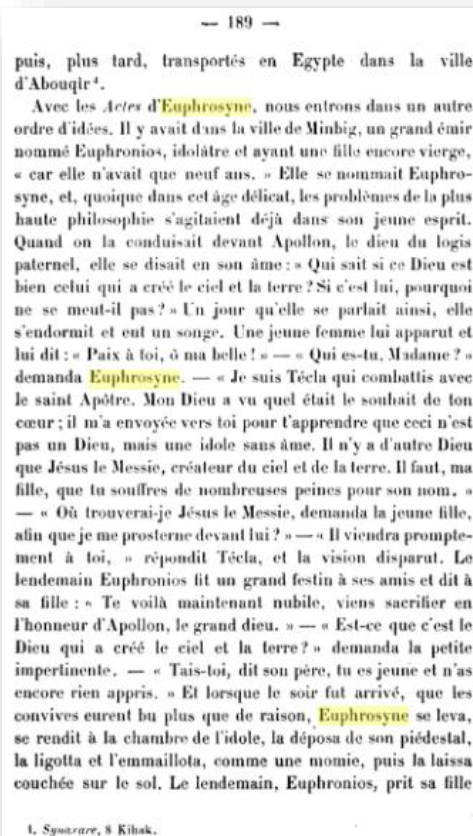 — 189 —
puis, plus tard, transportés en Egypte dans la ville
d'Abouqîr⁴.
Avec les Actes d'Euphrosyne, nous entrons dans un autre
ordre d'idées. Il y avait dans la ville de Minbig, un grand émir
nommé Euphronios, idolâtre et ayant une fille encore vierge,
« car elle n'avait que neuf ans. » Elle se nommait Euphro-
syne, et, quoique dans cet âge délicat, les problèmes de la plus
haute philosophie s'agitaient déjà dans son jeune esprit.
Quand on la conduisait devant Apollon, le dieu du logis
paternel, elle se disait en son âme : « Qui sait si ce Dieu est
bien celui qui a créé le ciel et la terre ? Si c'est lui, pourquoi
ne se meut-il pas ? » Un jour qu'elle se parlait ainsi, elle
s'endormit et eut un songe. Une jeune femme lui apparut et
lui dit : « Paix à toi, ô ma belle ! » — « Qui es-tu, Madame ? »
demanda Euphrosyne. — « Je suis Técla qui combattis avec
le saint Apôtre. Mon Dieu a vu quel était le souhait de ton
cœur ; il m'a envoyée vers toi pour t'apprendre que ceci n'est
pas un Dieu, mais une idole sans âme. Il n'y a d'autre Dieu
que Jésus le Messie, créateur du ciel et de la terre. Il faut, ma
fille, que tu souffres de nombreuses peines pour son nom. »
— « Où trouverai-je Jésus le Messie, demanda la jeune fille,
afin que je me prosterne devant lui ? » — « Il viendra prompte-
ment à toi, » répondit Técla, et la vision disparut. Le
lendemain Euphronios fit un grand festin à ses amis et dit à
sa fille : « Te voilà maintenant nubile, viens sacrifier en
l'honneur d'Apollon, le grand dieu. » — « Est-ce que c'est le
Dieu qui a créé le ciel et la terre ? » demanda la petite
impertinente. — « Tais-toi, dit son père, tu es jeune et n'as
encore rien appris. » Et lorsque le soir fut arrivé, que les
convives eurent bu plus que de raison, Euphrosyne se leva,
se rendit à la chambre de l'idole, la déposa de son piédestal,
la ligotta et l'emmaillota, comme une momie, puis la laissa
couchée sur le sol. Le lendemain, Euphronios, prit sa fille
1. Synaxare, 8 Kihak.